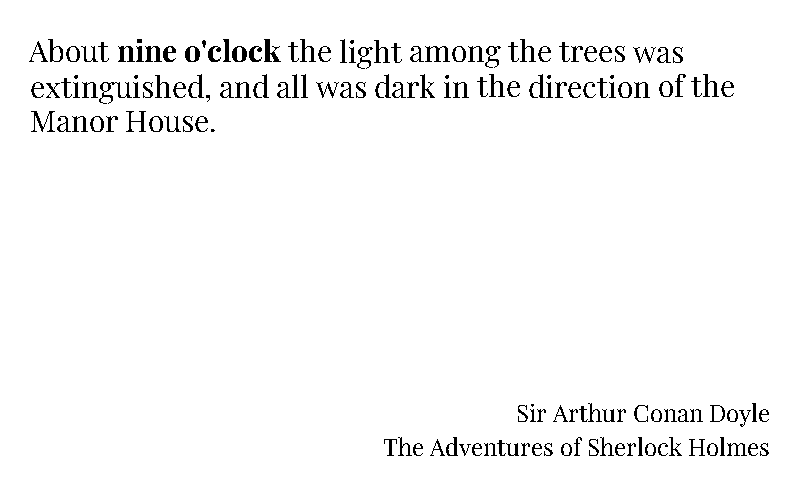 About nine o'clock the light among the trees was
extinguished, and all was dark in the direction of the
Manor House.
Sir Arthur Conan Doyle
The Adventures of Sherlock Holmes